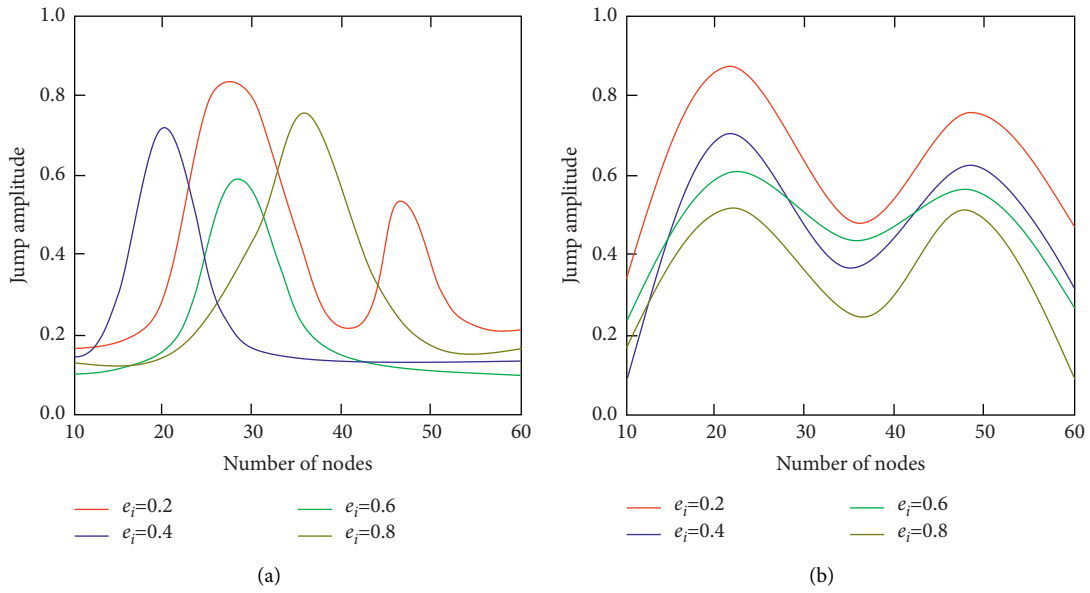 1.0
0.8
0.6
0.4
0.2
0.0
Jump amplitude
10 20 30 40 50 60
Number of nodes
e_i=0.2 e_i=0.6
e_i=0.4 e_i=0.8
(a)
1.0
0.8
0.6
0.4
0.2
0.0
Jump amplitude
10 20 30 40 50 60
Number of nodes
e_i=0.2 e_i=0.6
e_i=0.4 e_i=0.8
(b)